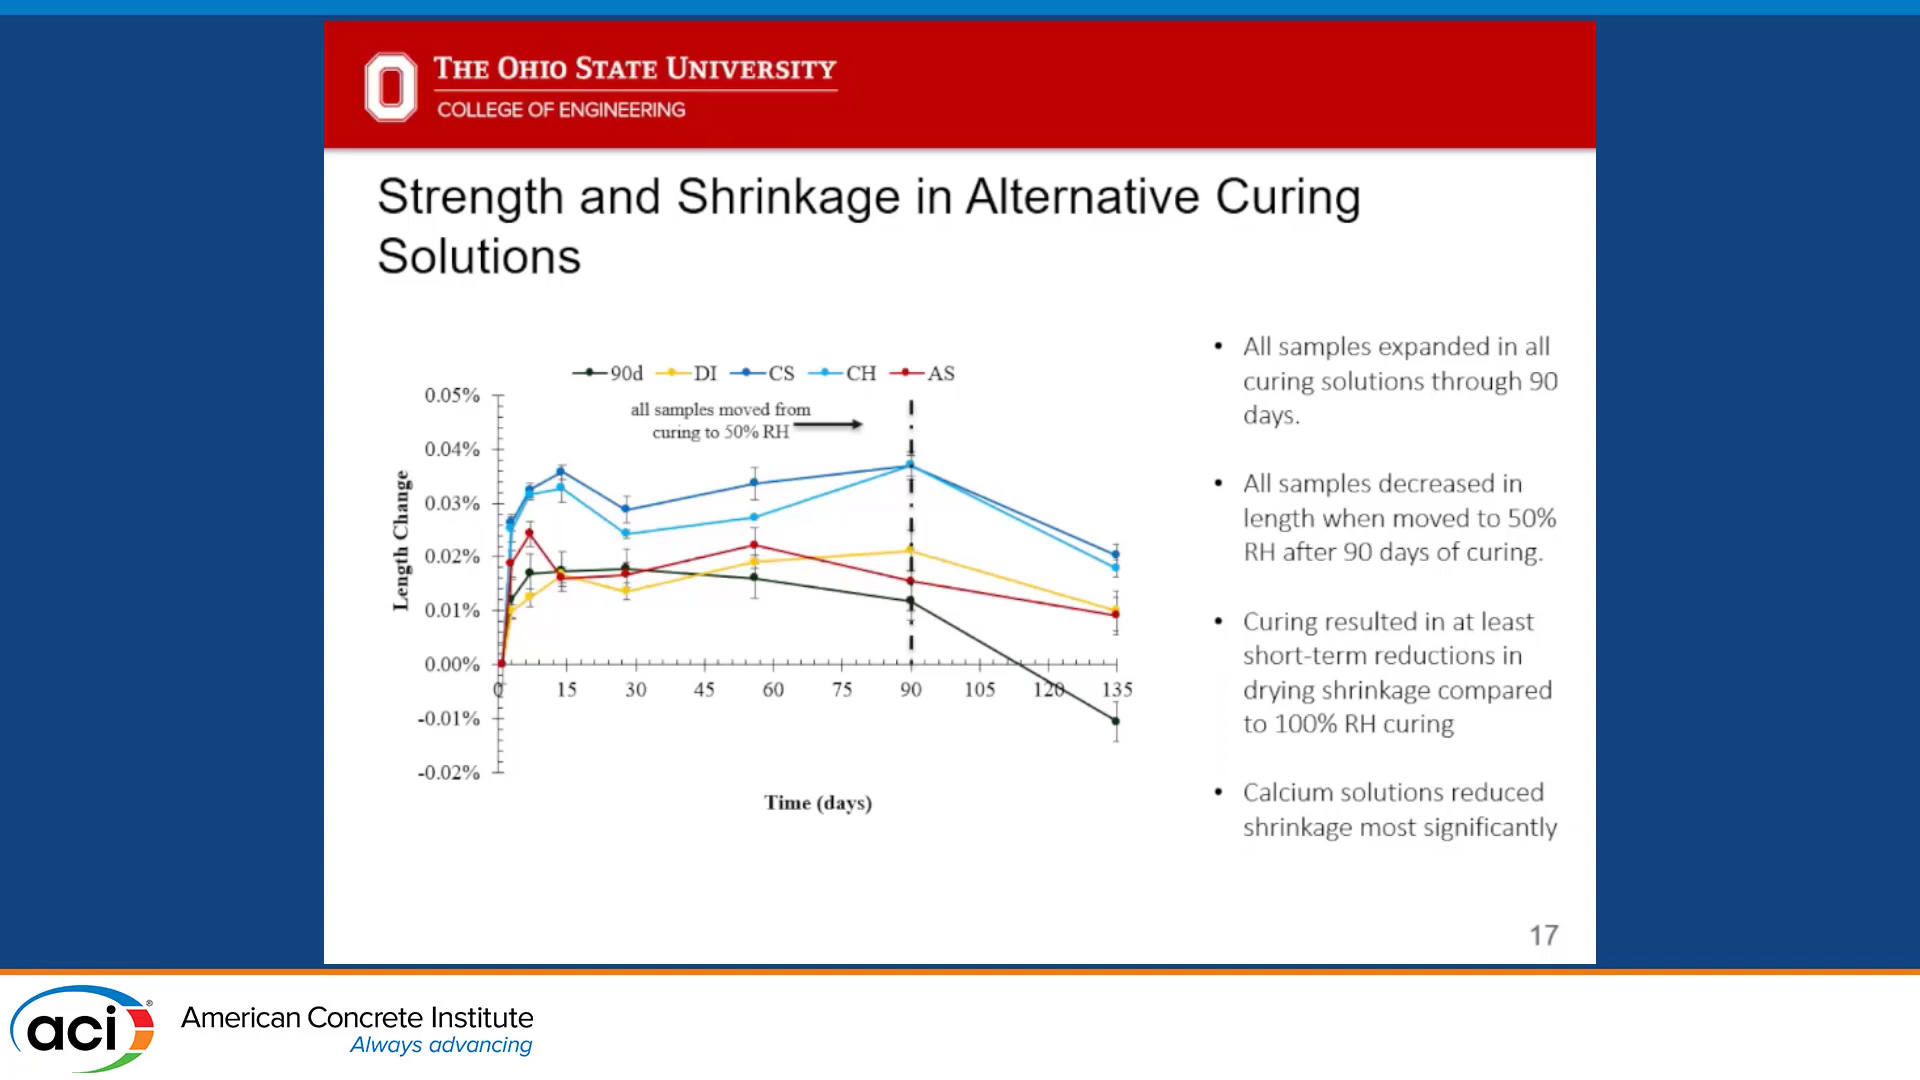 THE OHIO STATE UNIVERSITY
COLLEGE OF ENGINEERING
Strength and Shrinkage in Alternative Curing
Solutions
90d DI CS CH AS
all samples moved from
curing to 50% RH
0.05%
0.04%
0.03%
0.02%
0.01%
0.00%
-0.01%
-0.02%
Length Change
0 15 30 45 60 75 90 105 120 135
Time (days)
• All samples expanded in all
curing solutions through 90
days.
• All samples decreased in
length when moved to 50%
RH after 90 days of curing.
• Curing resulted in at least
short-term reductions in
drying shrinkage compared
to 100% RH curing
• Calcium solutions reduced
shrinkage most significantly
17
aci®
American Concrete Institute
Always advancing